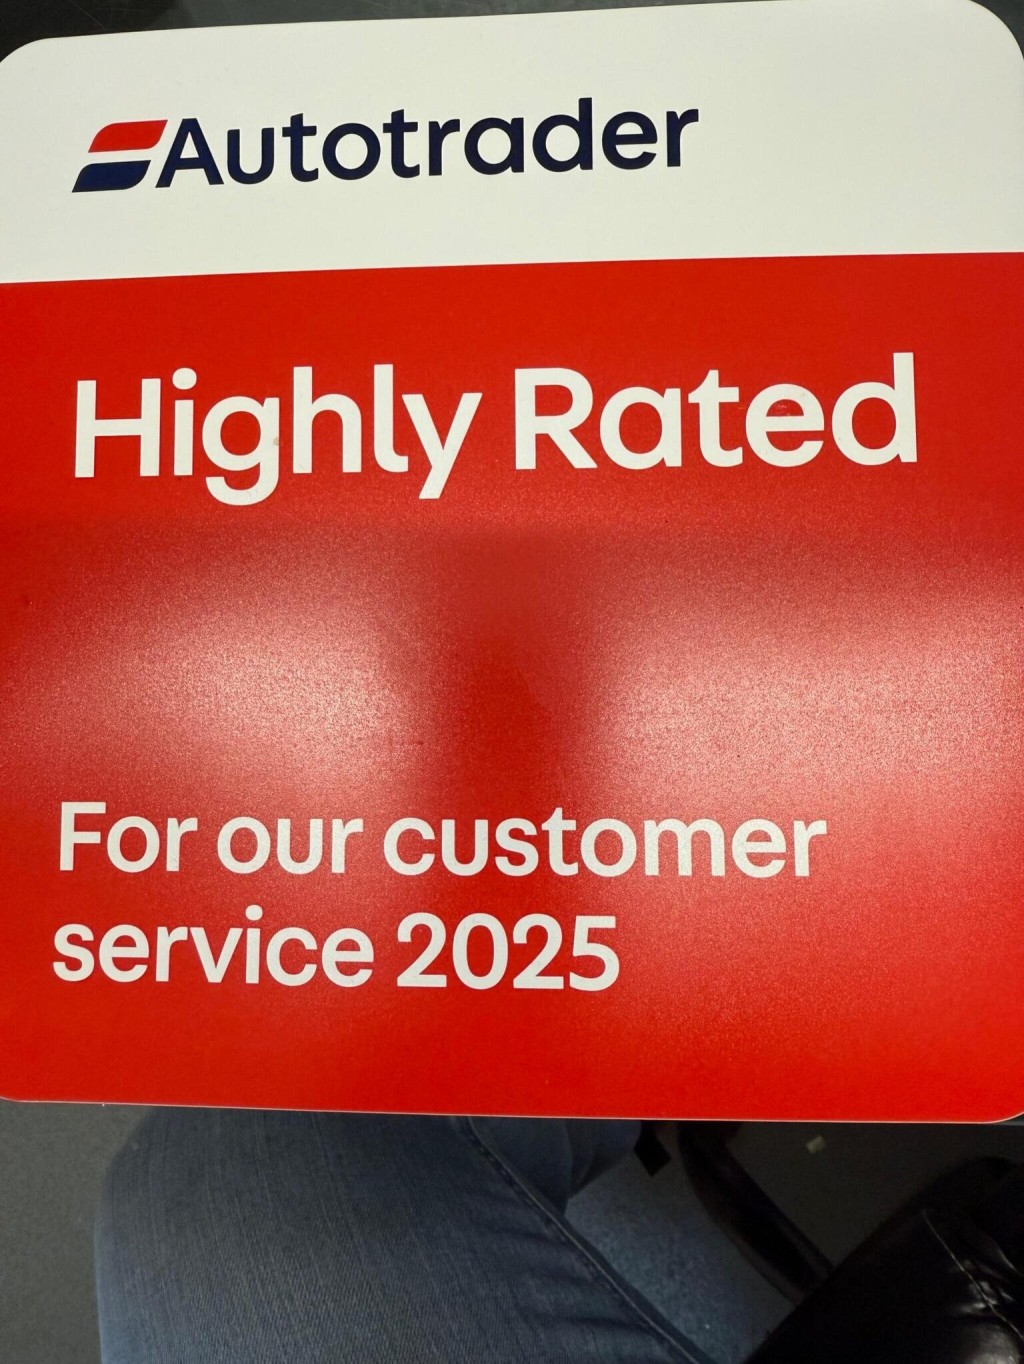 Autotrader
Highly Rated
For our customer
service 2025